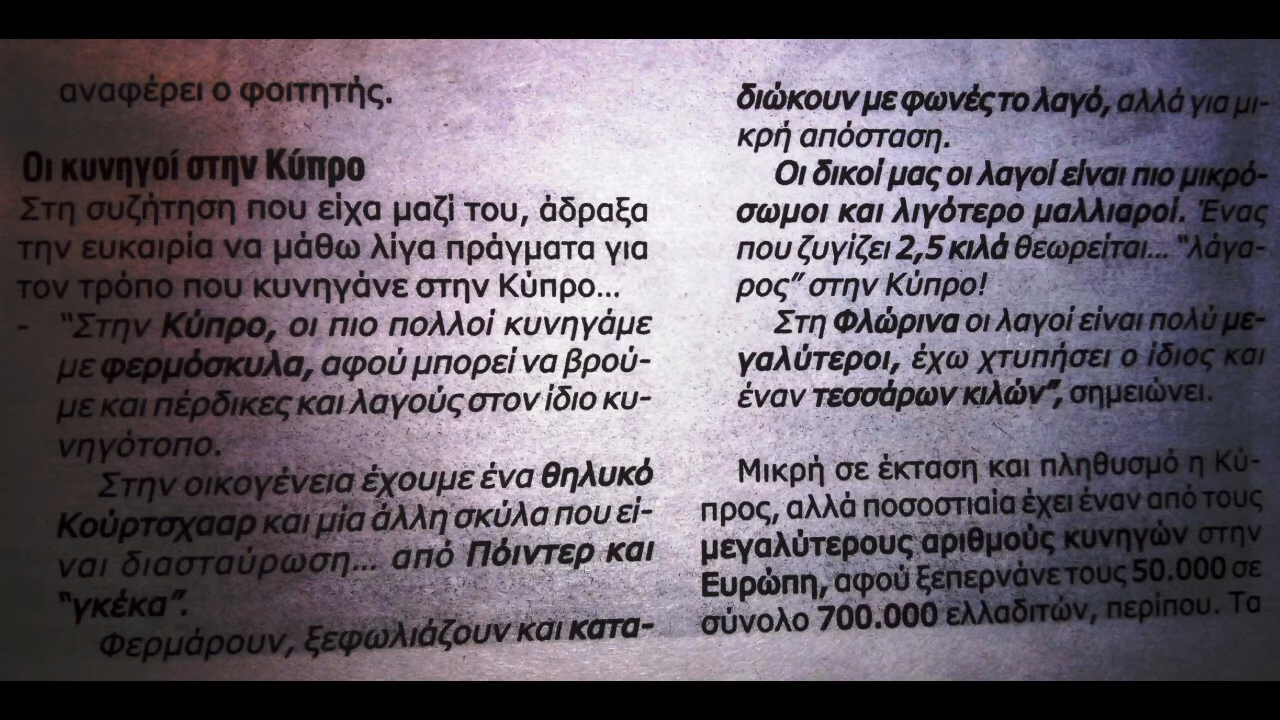 αναφέρει ο φοιτητής.
Οι κυνηγοί στην Κύπρο
Στη συζήτηση που είχα μαζί του, άδραξα
την ευκαιρία να μάθω λίγα πράγματα για
τον τρόπο που κυνηγάνε στην Κύπρο...
- "Στην Κύπρο, οι πιο πολλοί κυνηγάμε
με φερμόσκυλα, αφού μπορεί να βρού-
με και πέρδικες και λαγούς στον ίδιο κυ-
νηγότοπο.
Στην οικογένεια έχουμε ένα θηλυκό
Κούρτσχααρ και μία άλλη σκύλα που εί-
ναι διασταύρωση... από Πόιντερ και
"γκέκα".
Φερμάρουν, ξεφωλιάζουν και κατα-
διώκουν με φωνές το λαγό, αλλά για μι-
κρή απόσταση.
Οι δικοί μας οι λαγοί είναι πιο μικρό-
σωμοι και λιγότερο μαλλιαροί. Ένας
που ζυγίζει 2,5 κιλά θεωρείται... "λάγα-
ρος" στην Κύπρο!
Στη Φλώρινα οι λαγοί είναι πολύ με-
γαλύτεροι, έχω χτυπήσει ο ίδιος και
έναν τεσσάρων κιλών", σημειώνει.
Μικρή σε έκταση και πληθυσμό η Κύ-
προς, αλλά ποσοστιαία έχει έναν από τους
μεγαλύτερους αριθμούς κυνηγών στην
Ευρώπη, αφού ξεπερνάνε τους 50.000 σε
σύνολο 700.000 ελλαδιτών, περίπου. Τα